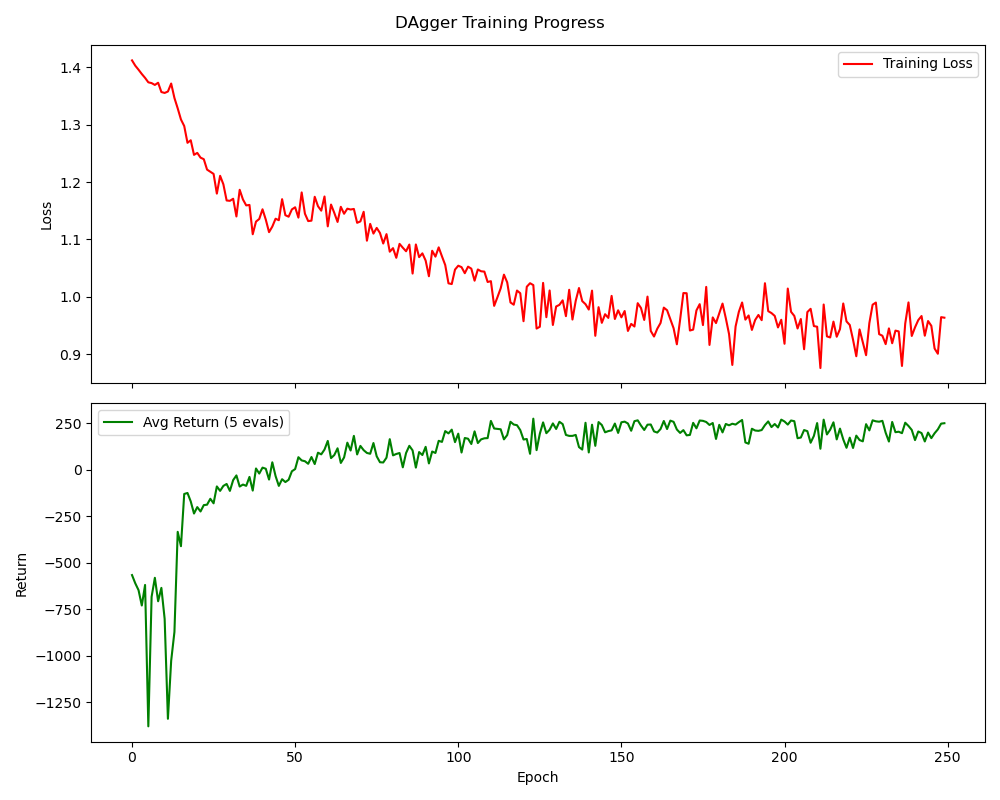 DAgger Training Progress
Training Loss
Loss
1.4
1.3
1.2
1.1
1.0
0.9
Avg Return (5 evals)
Return
250
0
−250
−500
−750
−1000
−1250
0 50 100 150 200 250
Epoch